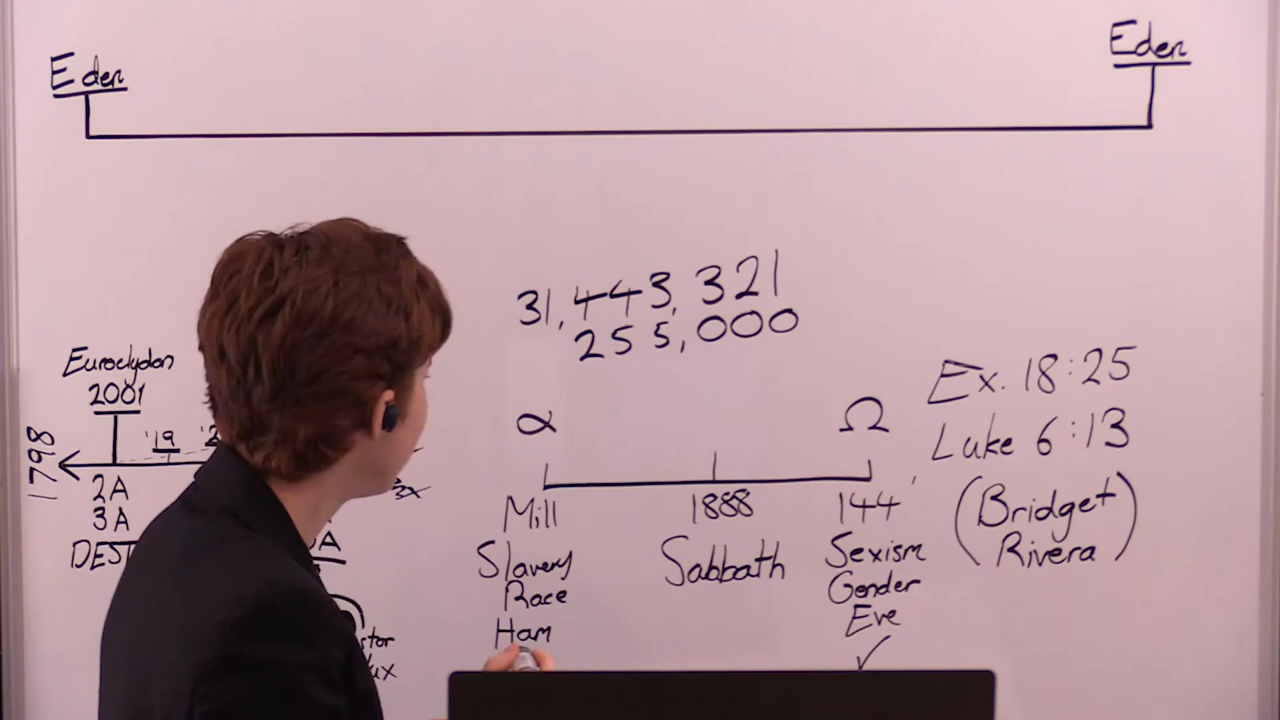 Eden
Eden
31,443,321
255,000
Euroclydon
2001
1798
'19
2A
3A
α
Ω
Mill
1888
144
Slavery
Race
Ham
Sabbath
Sexism
Gender
Eve
✓
Ex. 18:25
Luke 6:13
(Bridget
Rivera)